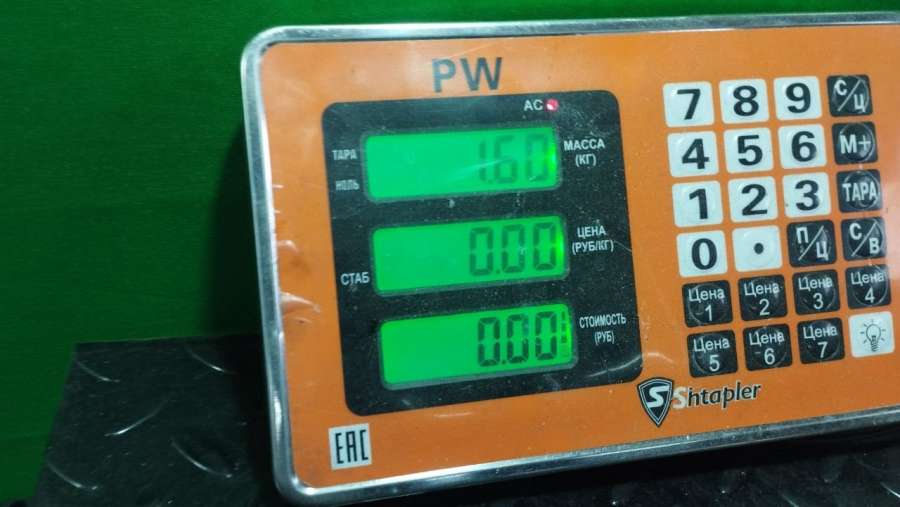 PW
AC
ТАРА
НОЛЬ
1.60
МАССА
(КГ)
СТАБ
0.00
ЦЕНА
(РУБ/КГ)
0.00
СТОИМОСТЬ
(РУБ)
7 8 9 С/Ц
4 5 6 М+
1 2 3 ТАРА
0 . П/Ц С/В
Цена 1 Цена 2 Цена 3 Цена 4
Цена 5 Цена 6 Цена 7
S Shtapler
EAC